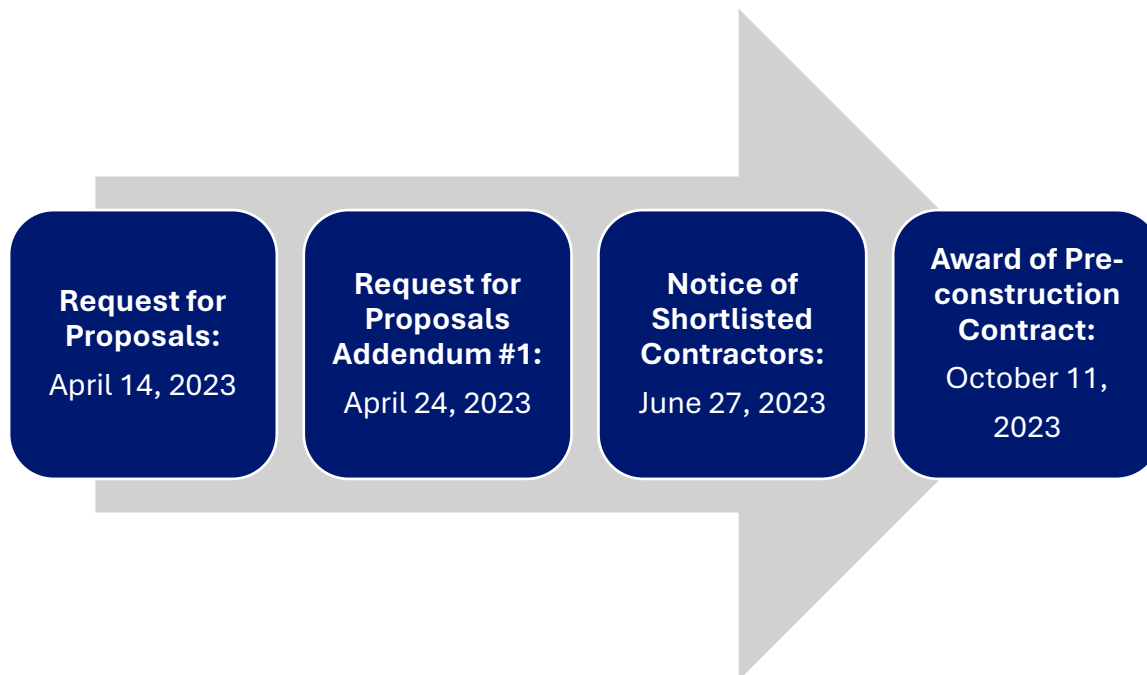 Request for
Proposals:
April 14, 2023
Request for
Proposals
Addendum #1:
April 24, 2023
Notice of
Shortlisted
Contractors:
June 27, 2023
Award of Pre-
construction
Contract:
October 11,
2023